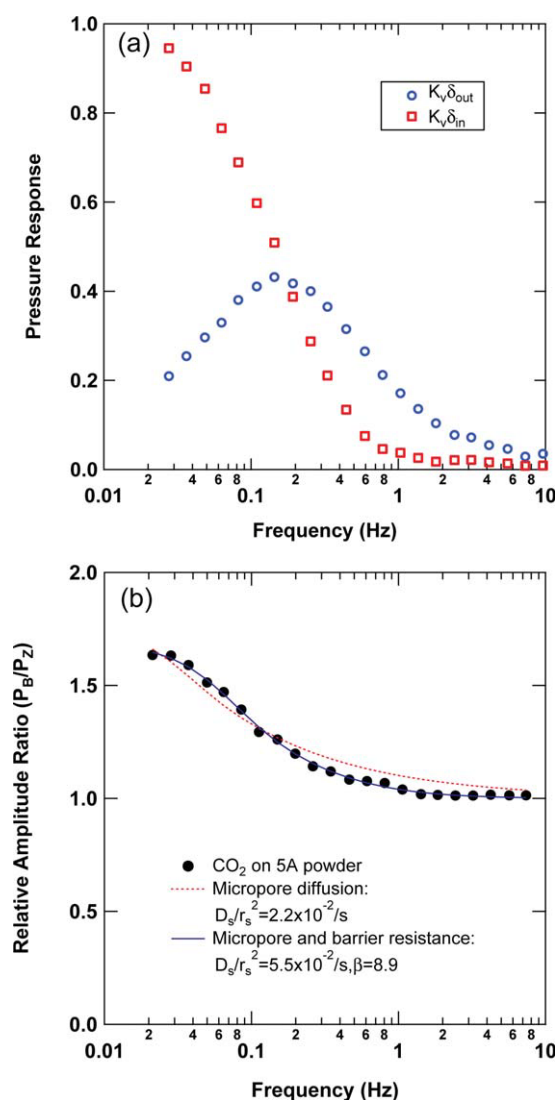 (a)
Kᵥδout
Kᵥδin
Pressure Response
1.0
0.8
0.6
0.4
0.2
0.0
0.01 2 4 6 8 0.1 2 4 6 8 1 2 4 6 8 10
Frequency (Hz)
(b)
Relative Amplitude Ratio (PB/PZ)
2.0
1.5
1.0
0.5
0.0
CO₂ on 5A powder
Micropore diffusion:
Dₛ/rₛ²=2.2x10⁻²/s
Micropore and barrier resistance:
Dₛ/rₛ²=5.5x10⁻²/s,β=8.9
0.01 2 4 6 8 0.1 2 4 6 8 1 2 4 6 8 10
Frequency (Hz)